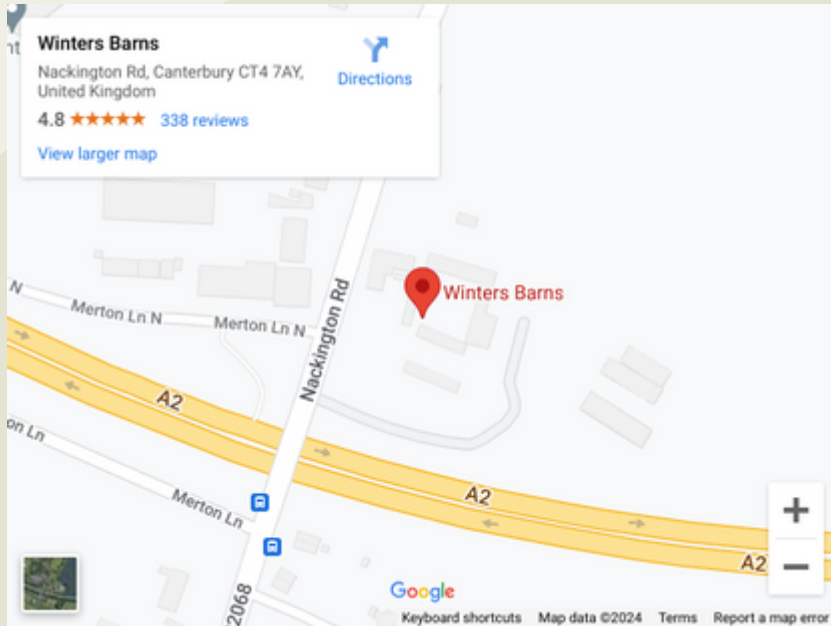 nt
Winters Barns
Nackington Rd, Canterbury CT4 7AY,
United Kingdom
Directions
4.8
338 reviews
View larger map
Winters Barns
N
Merton Ln N
Merton Ln N
Nackington Rd
A2
on Ln
Merton Ln
A2
A2
2068
+
−
Google
Keyboard shortcuts
Map data ©2024
Terms
Report a map error